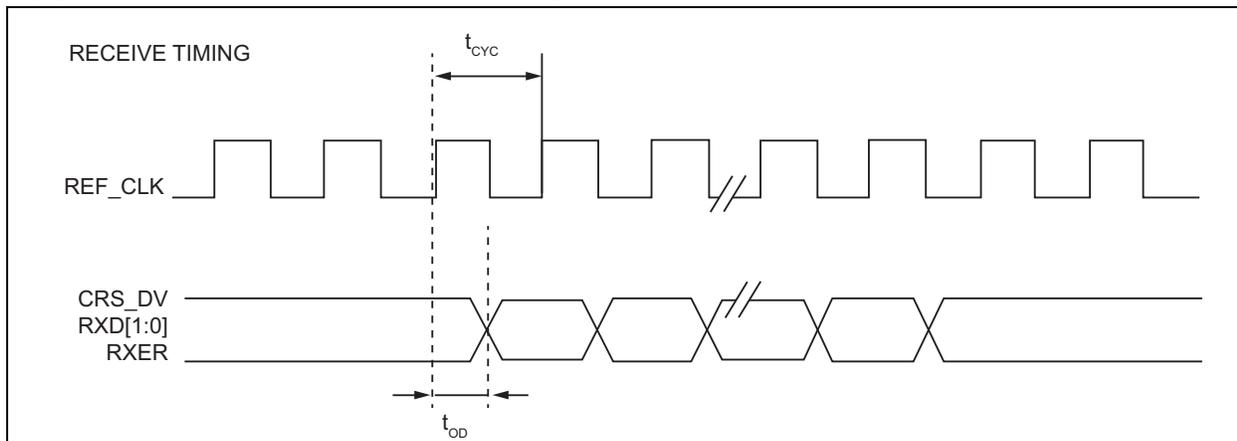 RECEIVE TIMING
tCYC
REF_CLK
CRS_DV
RXD[1:0]
RXER
tOD